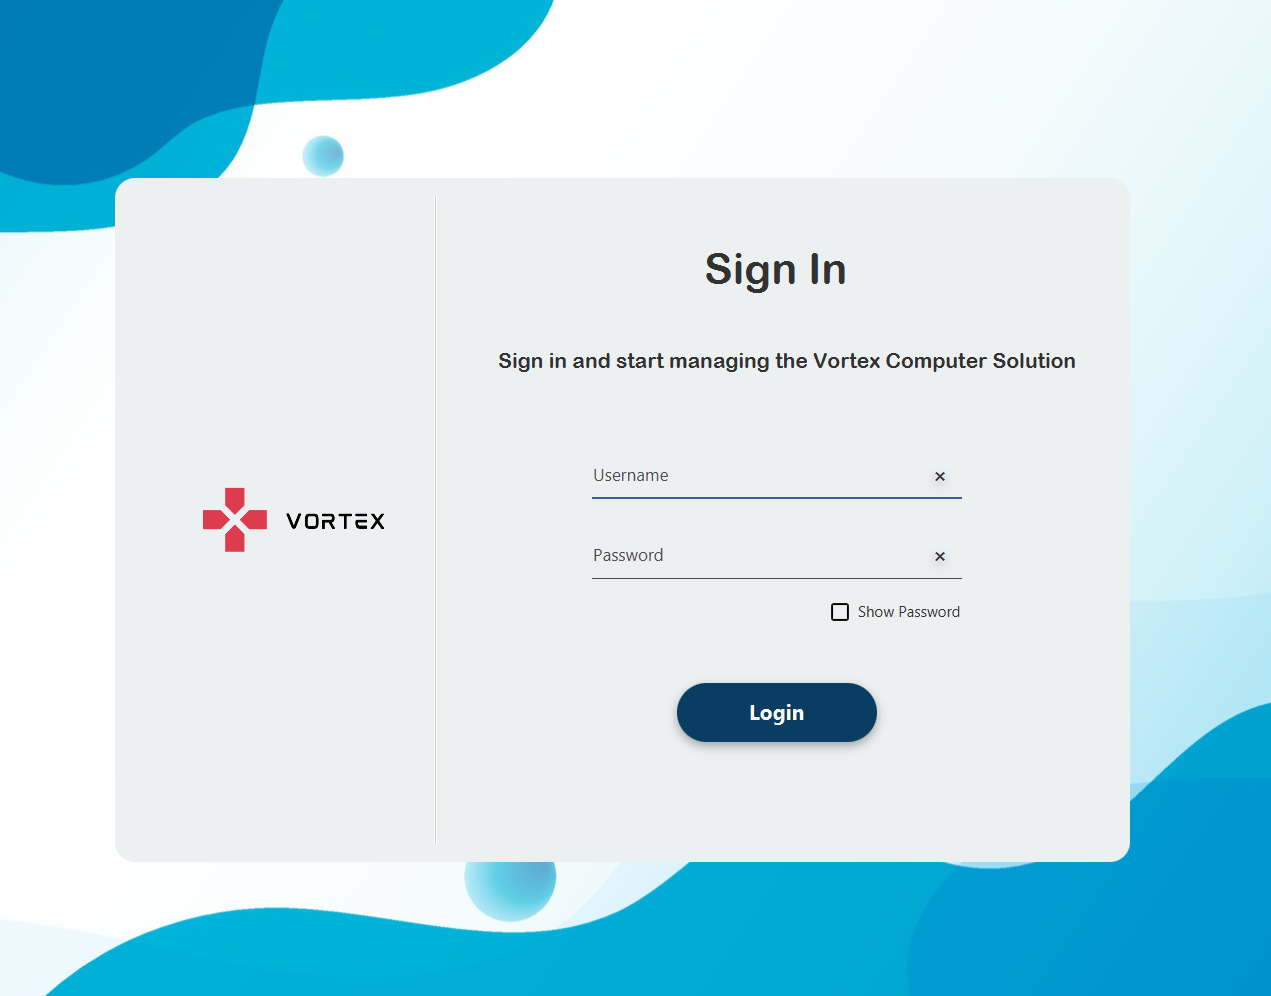 Sign In
Sign in and start managing the Vortex Computer Solution
VORTEX
Username
Password
Show Password
Login